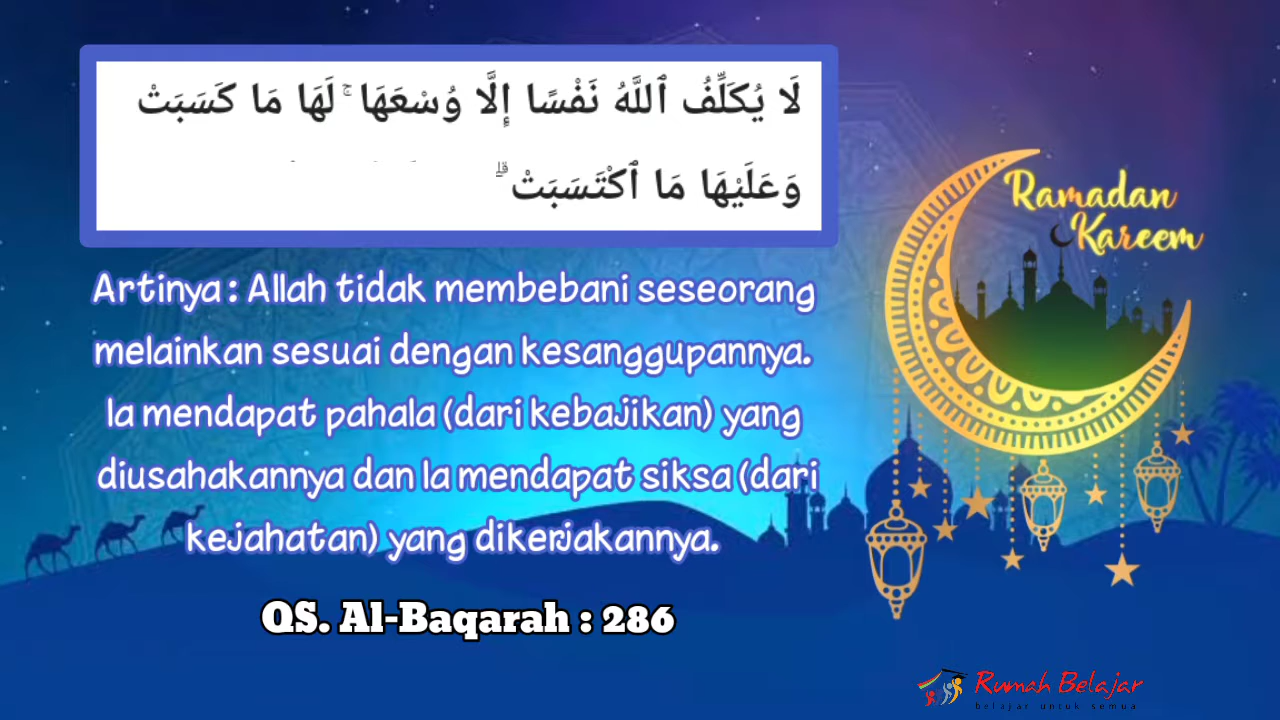 لَا يُكَلِّفُ ٱللَّهُ نَفْسًا إِلَّا وُسْعَهَا ۚ لَهَا مَا كَسَبَتْ
وَعَلَيْهَا مَا ٱكْتَسَبَتْ ۗ
Artinya : Allah tidak membebani seseorang
melainkan sesuai dengan kesanggupannya.
Ia mendapat pahala (dari kebajikan) yang
diusahakannya dan Ia mendapat siksa (dari
kejahatan) yang dikerjakannya.
QS. Al-Baqarah : 286
Ramadan
Kareem
Rumah Belajar
belajar untuk semua